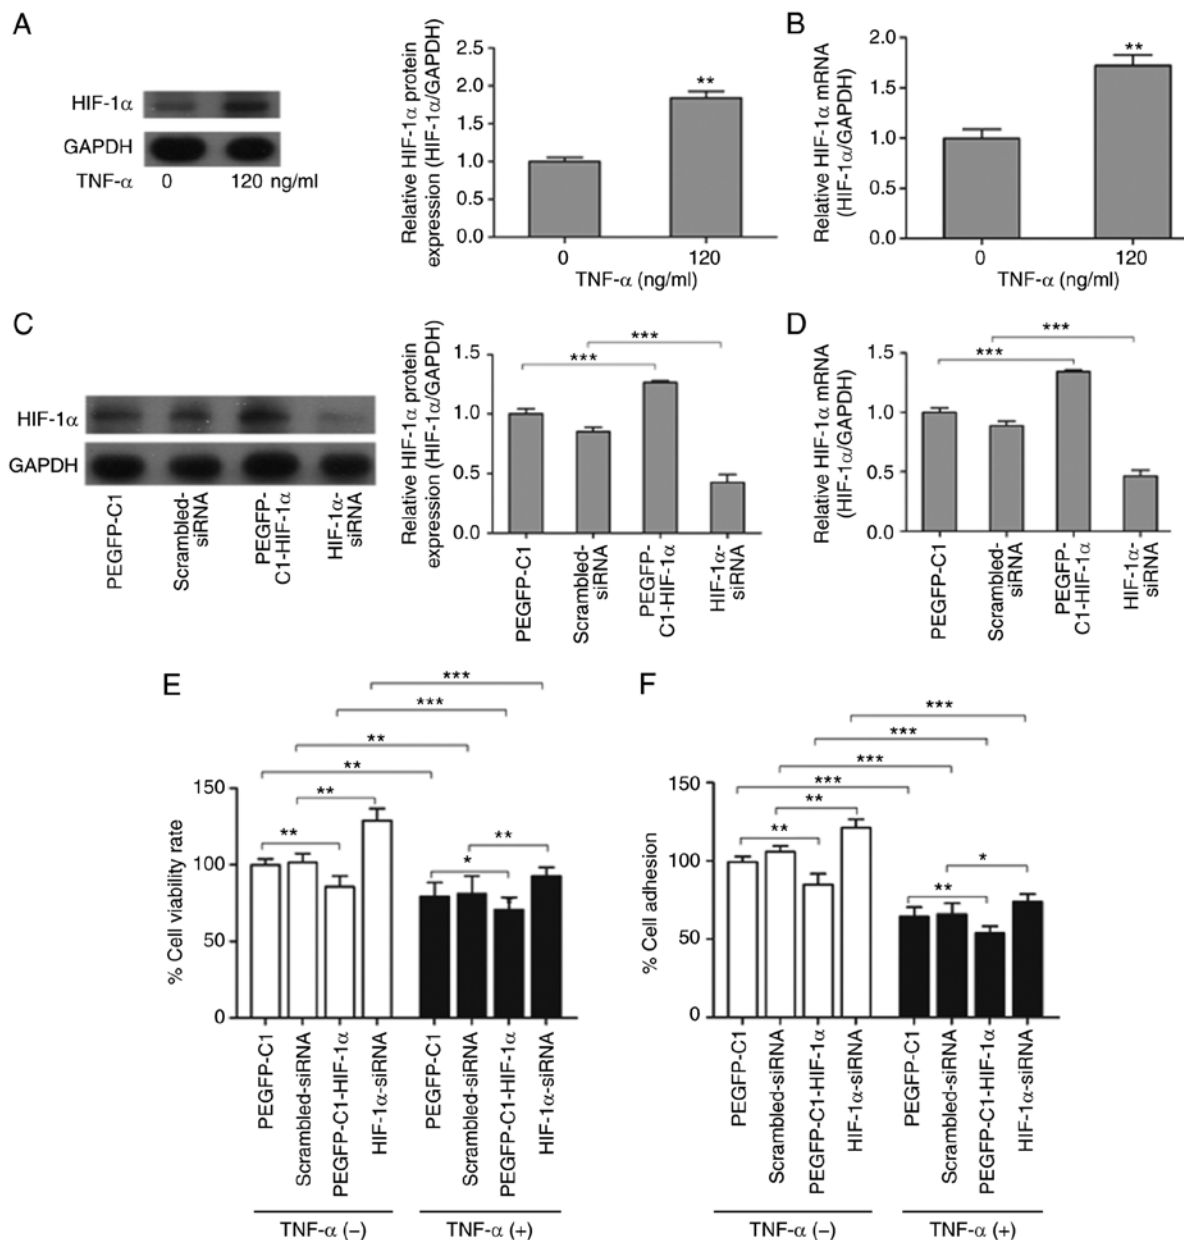 A
HIF-1α
GAPDH
TNF-α 0 120 ng/ml
Relative HIF-1α protein
expression (HIF-1α/GAPDH)
2.5
2.0
1.5
1.0
0.5
0.0
**
0 120
TNF-α (ng/ml)
B
Relative HIF-1α mRNA
(HIF-1α/GAPDH)
2.0
1.5
1.0
0.5
0.0
**
0 120
TNF-α (ng/ml)
C
HIF-1α
GAPDH
PEGFP-C1
Scrambled-
siRNA
PEGFP-
C1-HIF-1α
HIF-1α-
siRNA
Relative HIF-1α protein
expression (HIF-1α/GAPDH)
1.5
1.0
0.5
0.0
***
***
PEGFP-C1
Scrambled-
siRNA
PEGFP-
C1-HIF-1α
HIF-1α-
siRNA
D
Relative HIF-1α mRNA
(HIF-1α/GAPDH)
1.5
1.0
0.5
0.0
***
***
PEGFP-C1
Scrambled-
siRNA
PEGFP-
C1-HIF-1α
HIF-1α-
siRNA
E
% Cell viability rate
150
100
50
0
***
***
**
**
**
**
**
*
PEGFP-C1
Scrambled-siRNA
PEGFP-C1-HIF-1α
HIF-1α-siRNA
PEGFP-C1
Scrambled-siRNA
PEGFP-C1-HIF-1α
HIF-1α-siRNA
TNF-α (–) TNF-α (+)
F
% Cell adhesion
150
100
50
0
***
***
***
***
**
**
*
**
PEGFP-C1
Scrambled-siRNA
PEGFP-C1-HIF-1α
HIF-1α-siRNA
PEGFP-C1
Scrambled-siRNA
PEGFP-C1-HIF-1α
HIF-1α-siRNA
TNF-α (–) TNF-α (+)